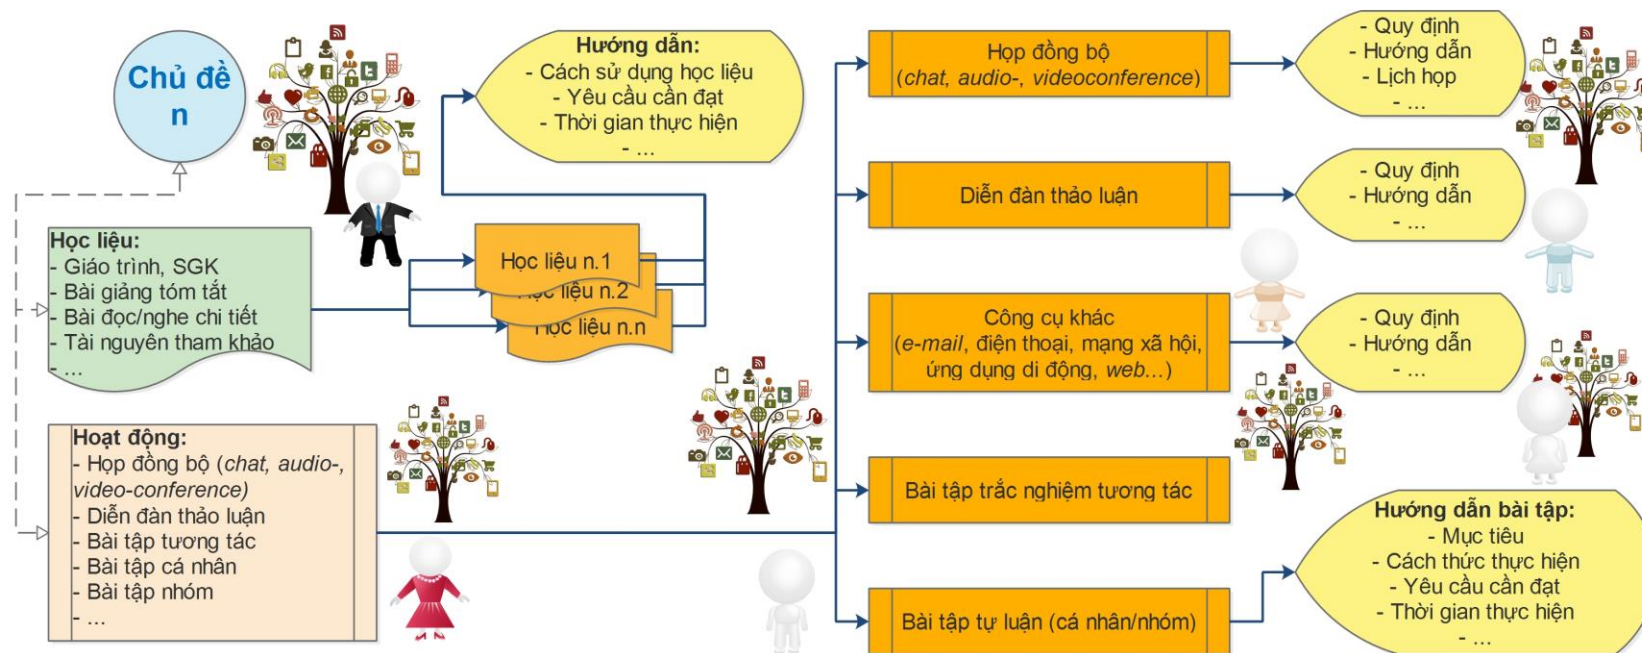 Chủ đề
n
Hướng dẫn:
- Cách sử dụng học liệu
- Yêu cầu cần đạt
- Thời gian thực hiện
- ...
Học liệu:
- Giáo trình, SGK
- Bài giảng tóm tắt
- Bài đọc/nghe chi tiết
- Tài nguyên tham khảo
- ...
Học liệu n.1
Học liệu n.2
Học liệu n.n
Hoạt động:
- Họp đồng bộ (chat, audio-,
video-conference)
- Diễn đàn thảo luận
- Bài tập tương tác
- Bài tập cá nhân
- Bài tập nhóm
- ...
Họp đồng bộ
(chat, audio-, videoconference)
- Quy định
- Hướng dẫn
- Lịch họp
- ...
Diễn đàn thảo luận
- Quy định
- Hướng dẫn
- ...
Công cụ khác
(e-mail, điện thoại, mạng xã hội,
ứng dụng di động, web...)
- Quy định
- Hướng dẫn
- ...
Bài tập trắc nghiệm tương tác
Bài tập tự luận (cá nhân/nhóm)
Hướng dẫn bài tập:
- Mục tiêu
- Cách thức thực hiện
- Yêu cầu cần đạt
- Thời gian thực hiện
- ...